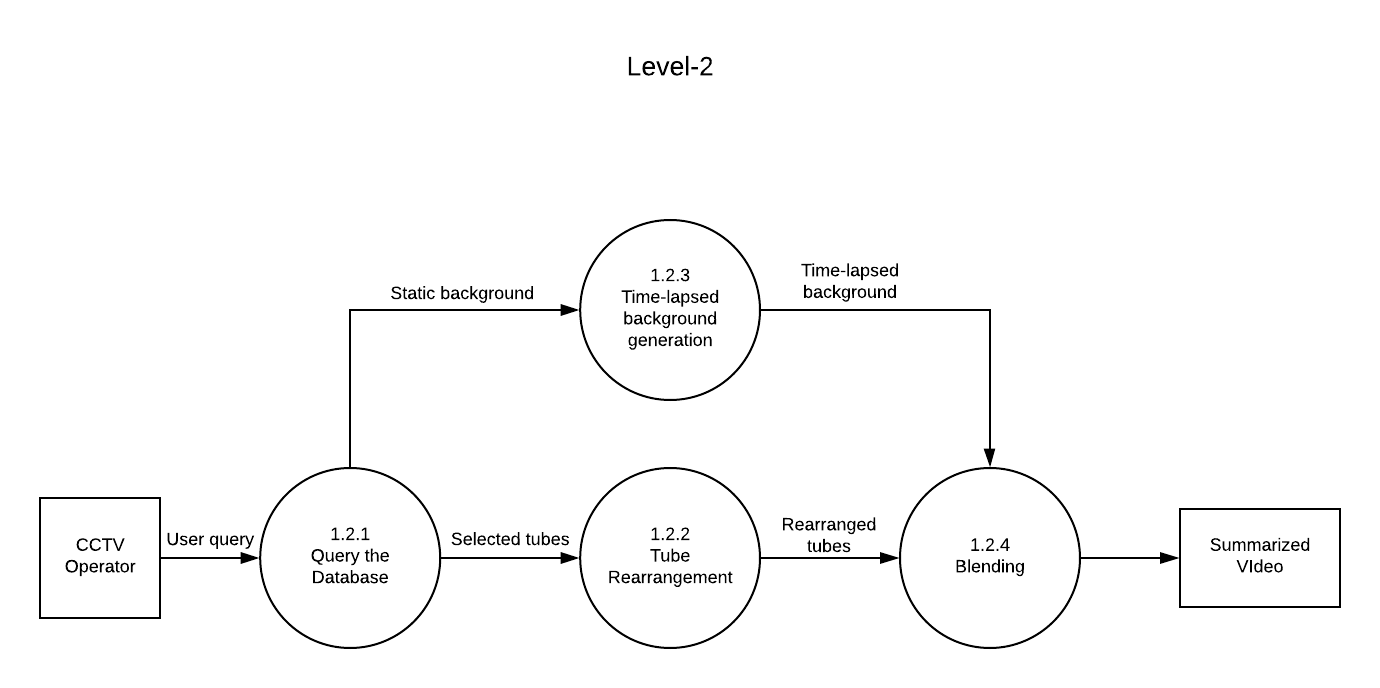 Level-2
1.2.3
Time-lapsed
background
generation
Static background
Time-lapsed
background
CCTV
Operator
User query
1.2.1
Query the
Database
Selected tubes
1.2.2
Tube
Rearrangement
Rearranged
tubes
1.2.4
Blending
Summarized
VIdeo